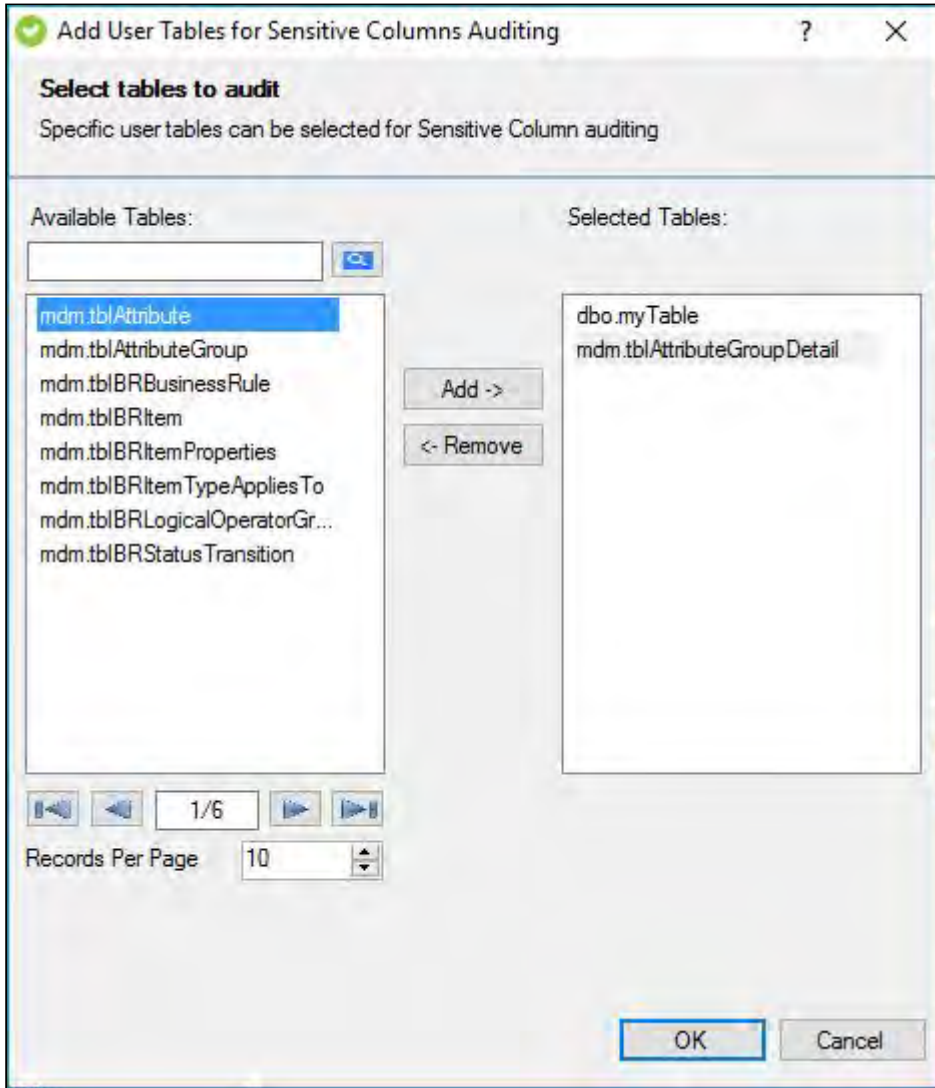 Add User Tables for Sensitive Columns Auditing ? X
Select tables to audit
Specific user tables can be selected for Sensitive Column auditing
Available Tables:
Selected Tables:
mdm.tblAttribute
mdm.tblAttributeGroup
mdm.tblBRBusinessRule
mdm.tblBRItem
mdm.tblBRItemProperties
mdm.tblBRItemTypeAppliesTo
mdm.tblBRLogicalOperatorGr...
mdm.tblBRStatusTransition
Add ->
<- Remove
dbo.myTable
mdm.tblAttributeGroupDetail
1/6
Records Per Page 10
OK Cancel